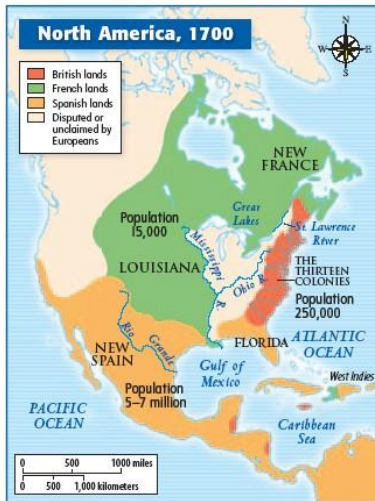 North America, 1700
N
W
E
S
British lands
French lands
Spanish lands
Disputed or
unclaimed by
Europeans
NEW
FRANCE
Great
Lakes
St. Lawrence
River
Population
15,000
Mississippi
R.
LOUISIANA
Ohio R.
THE
THIRTEEN
COLONIES
Population
250,000
Rio Grande
NEW
SPAIN
FLORIDA
ATLANTIC
OCEAN
Gulf of
Mexico
West Indies
Population
5–7 million
PACIFIC
OCEAN
Caribbean
Sea
0 500 1000 miles
0 500 1,000 kilometers